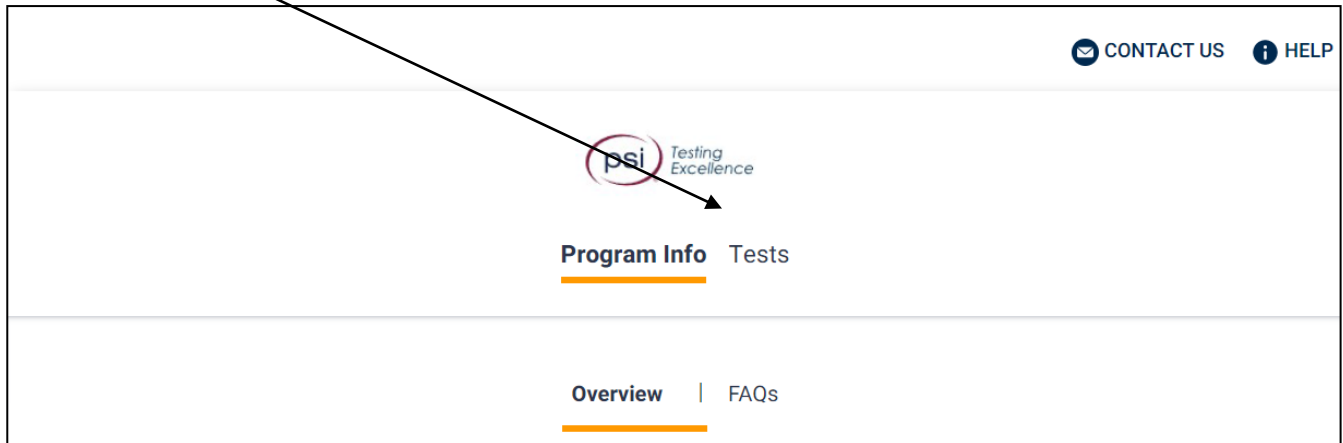 CONTACT US HELP
psi Testing
Excellence
Program Info Tests
Overview | FAQs